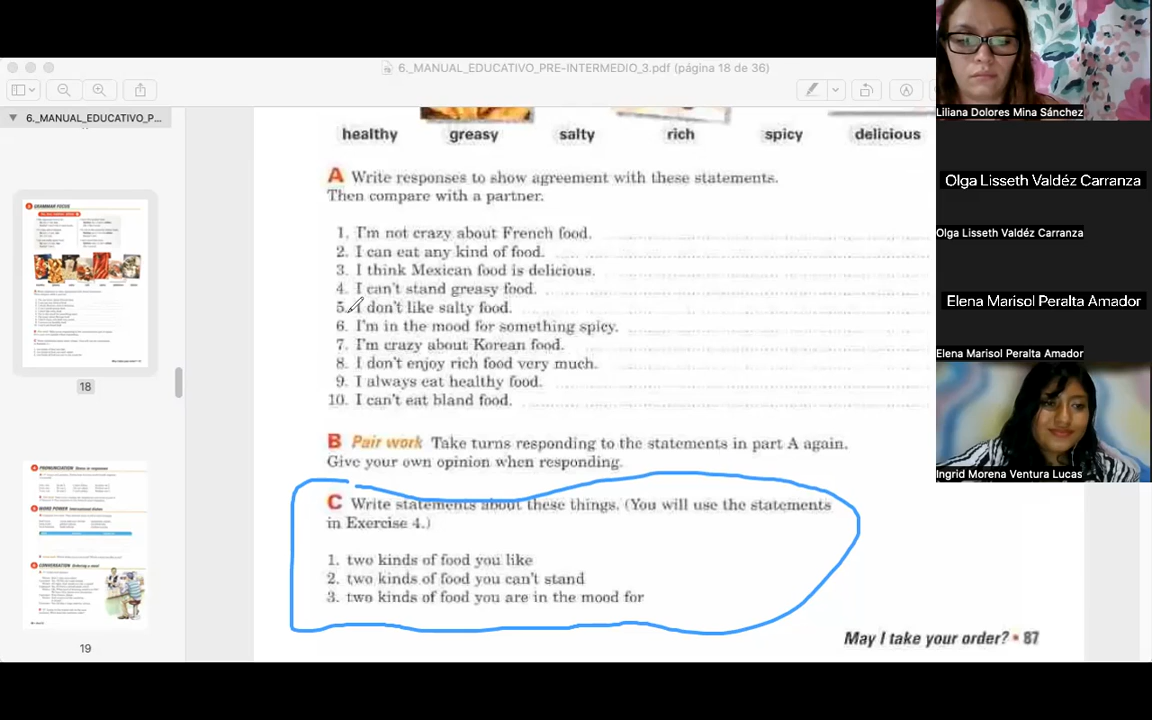 6._MANUAL_EDUCATIVO_PRE-INTERMEDIO_3.pdf (página 18 de 36)
6._MANUAL_EDUCATIVO_P...
18
19
healthy greasy salty rich spicy delicious
A Write responses to show agreement with these statements.
Then compare with a partner.
1. I'm not crazy about French food.
2. I can eat any kind of food.
3. I think Mexican food is delicious.
4. I can't stand greasy food.
5. I don't like salty food.
6. I'm in the mood for something spicy.
7. I'm crazy about Korean food.
8. I don't enjoy rich food very much.
9. I always eat healthy food.
10. I can't eat bland food.
B Pair work Take turns responding to the statements in part A again.
Give your own opinion when responding.
C Write statements about these things. (You will use the statements
in Exercise 4.)
1. two kinds of food you like
2. two kinds of food you can't stand
3. two kinds of food you are in the mood for
May I take your order? • 87
Liliana Dolores Mina Sánchez
Olga Lisseth Valdéz Carranza
Olga Lisseth Valdéz Carranza
Elena Marisol Peralta Amador
Elena Marisol Peralta Amador
Ingrid Morena Ventura Lucas